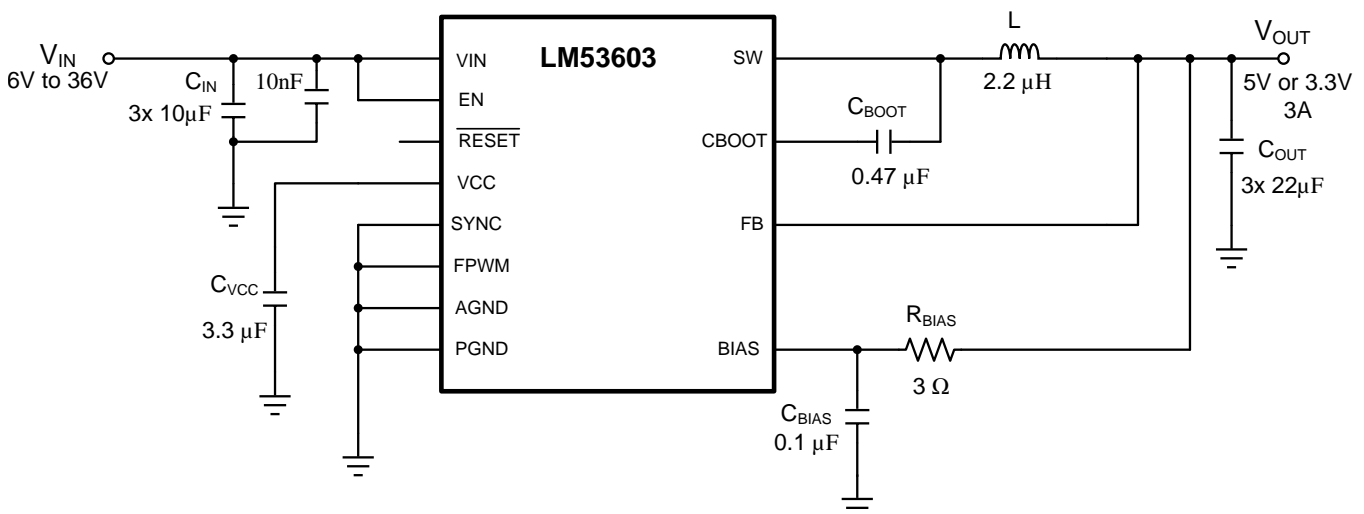 V_IN
6V to 36V
C_IN
3x 10µF
10nF
C_VCC
3.3 µF
LM53603
VIN
EN
RESET
VCC
SYNC
FPWM
AGND
PGND
SW
CBOOT
FB
BIAS
L
2.2 µH
C_BOOT
0.47 µF
R_BIAS
3 Ω
C_BIAS
0.1 µF
V_OUT
5V or 3.3V
3A
C_OUT
3x 22µF